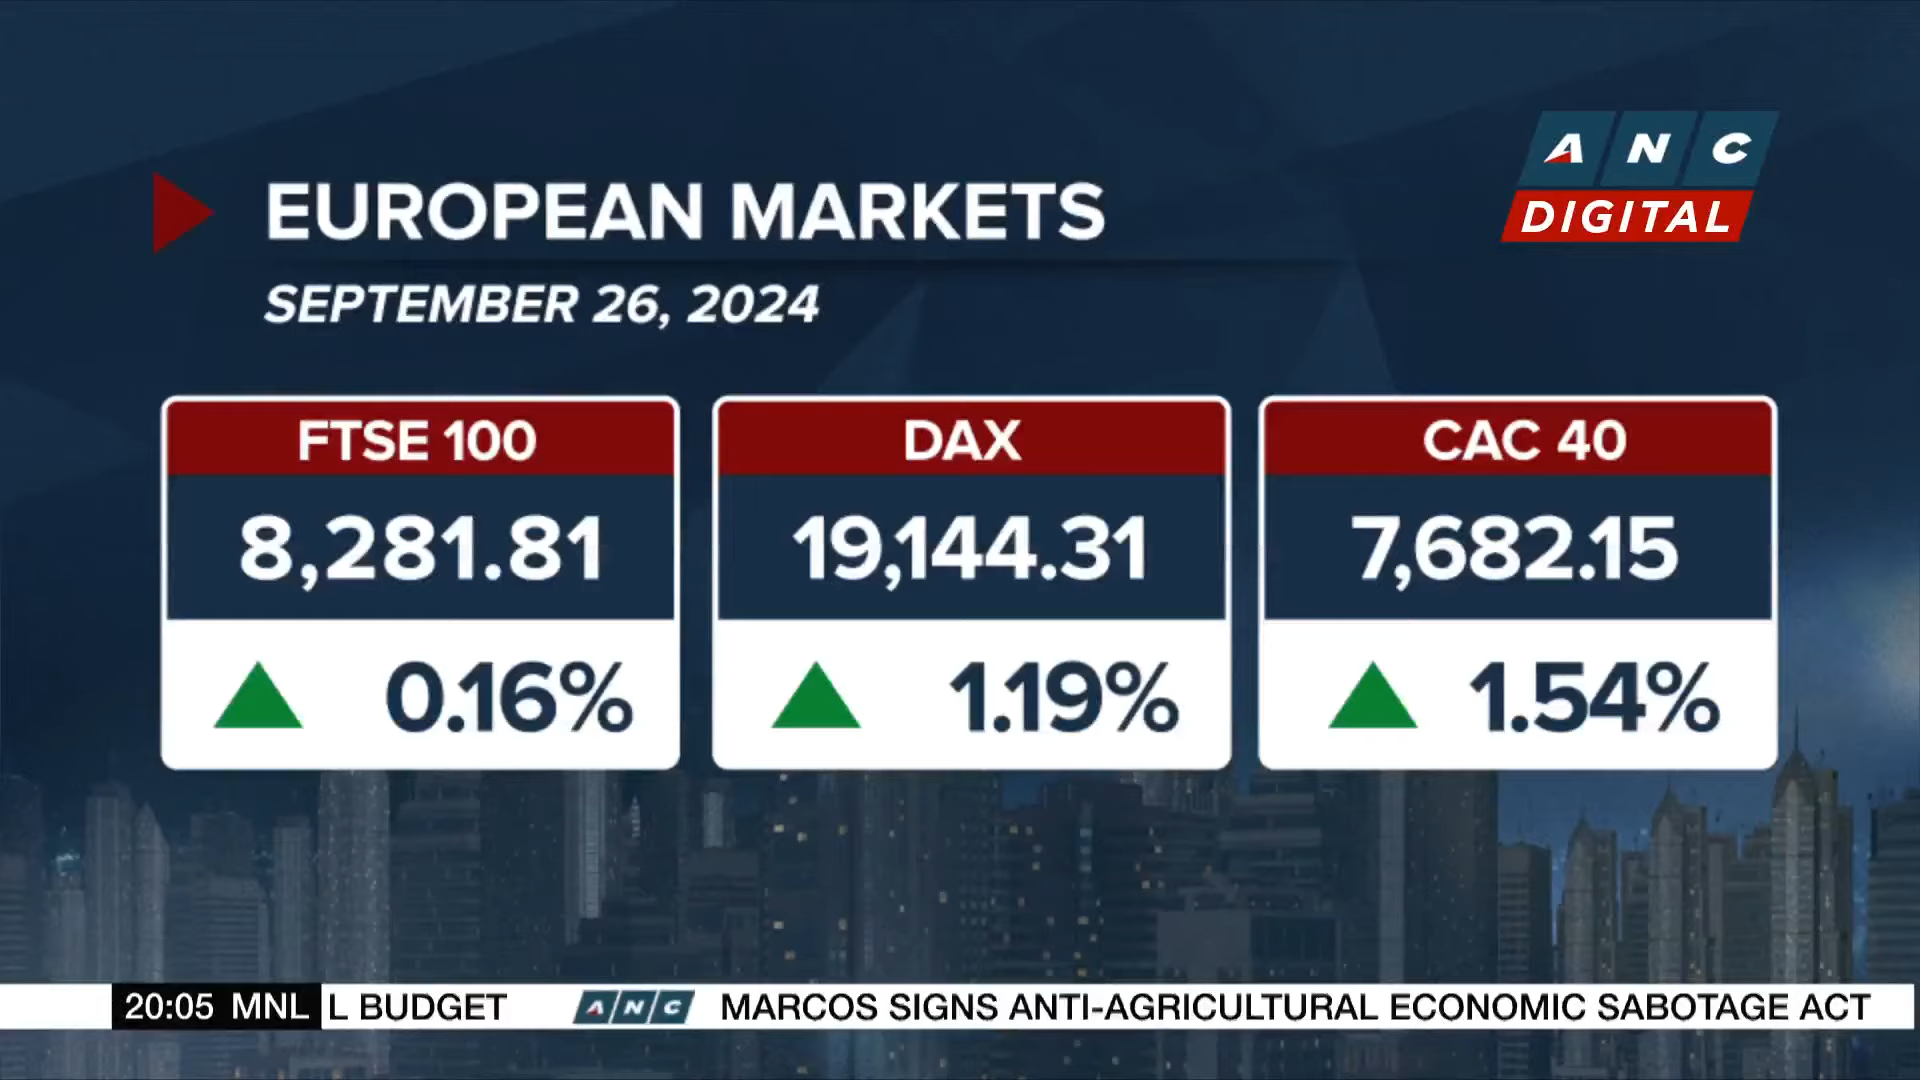 ANC
DIGITAL
EUROPEAN MARKETS
SEPTEMBER 26, 2024
FTSE 100
8,281.81
0.16%
DAX
19,144.31
1.19%
CAC 40
7,682.15
1.54%
20:05 MNL L BUDGET ANC MARCOS SIGNS ANTI-AGRICULTURAL ECONOMIC SABOTAGE ACT